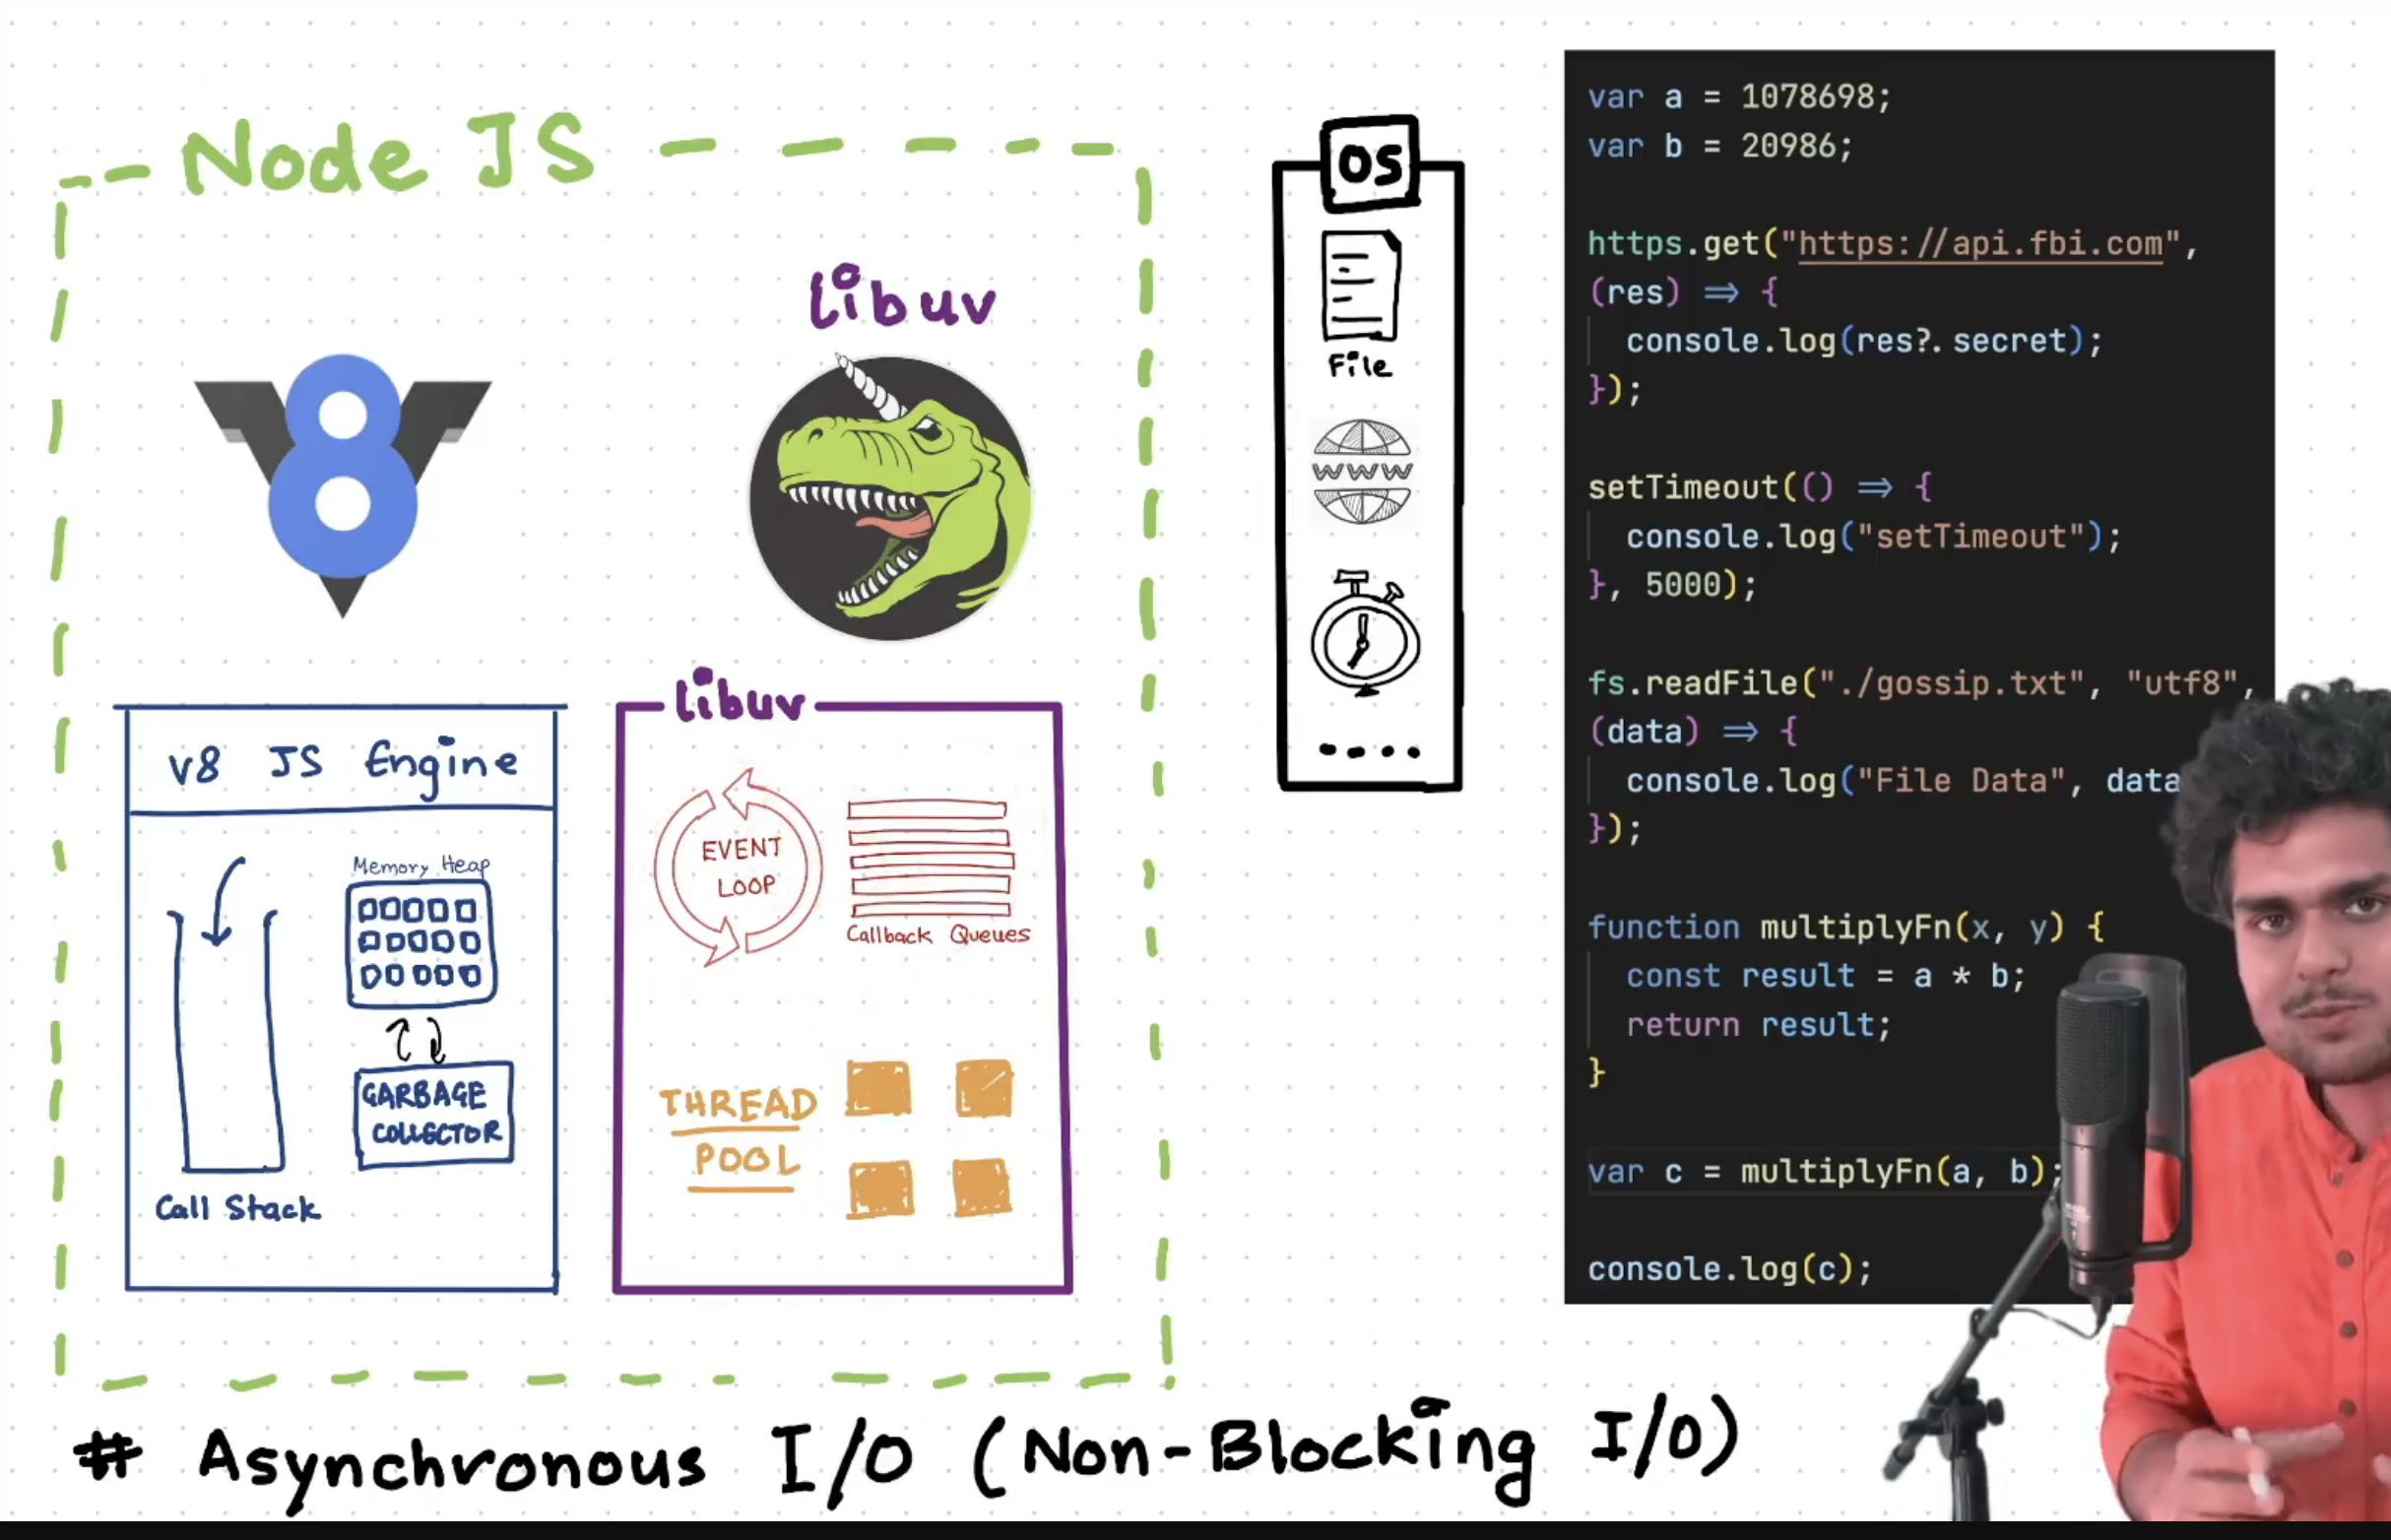 Node JS
libuv
8
V8 JS Engine
Memory Heap
GARBAGE
COLLECTOR
Call Stack
libuv
EVENT
LOOP
Callback Queues
THREAD
POOL
OS
File
WWW
var a = 1078698;
var b = 20986;
https.get("https://api.fbi.com",
(res) => {
console.log(res?.secret);
});
setTimeout(() => {
console.log("setTimeout");
}, 5000);
fs.readFile("./gossip.txt", "utf8",
(data) => {
console.log("File Data", data
});
function multiplyFn(x, y) {
const result = a * b;
return result;
}
var c = multiplyFn(a, b);
console.log(c);
# Asynchronous I/O (Non-Blocking I/O)